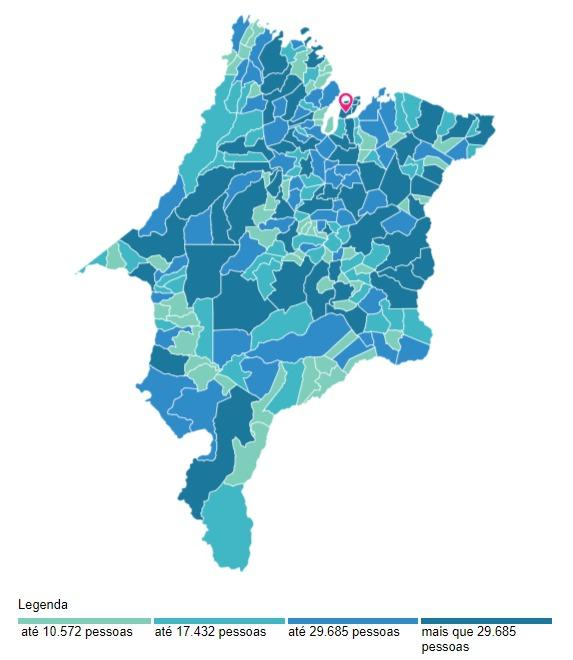 Legenda
até 10.572 pessoas
até 17.432 pessoas
até 29.685 pessoas
mais que 29.685
pessoas